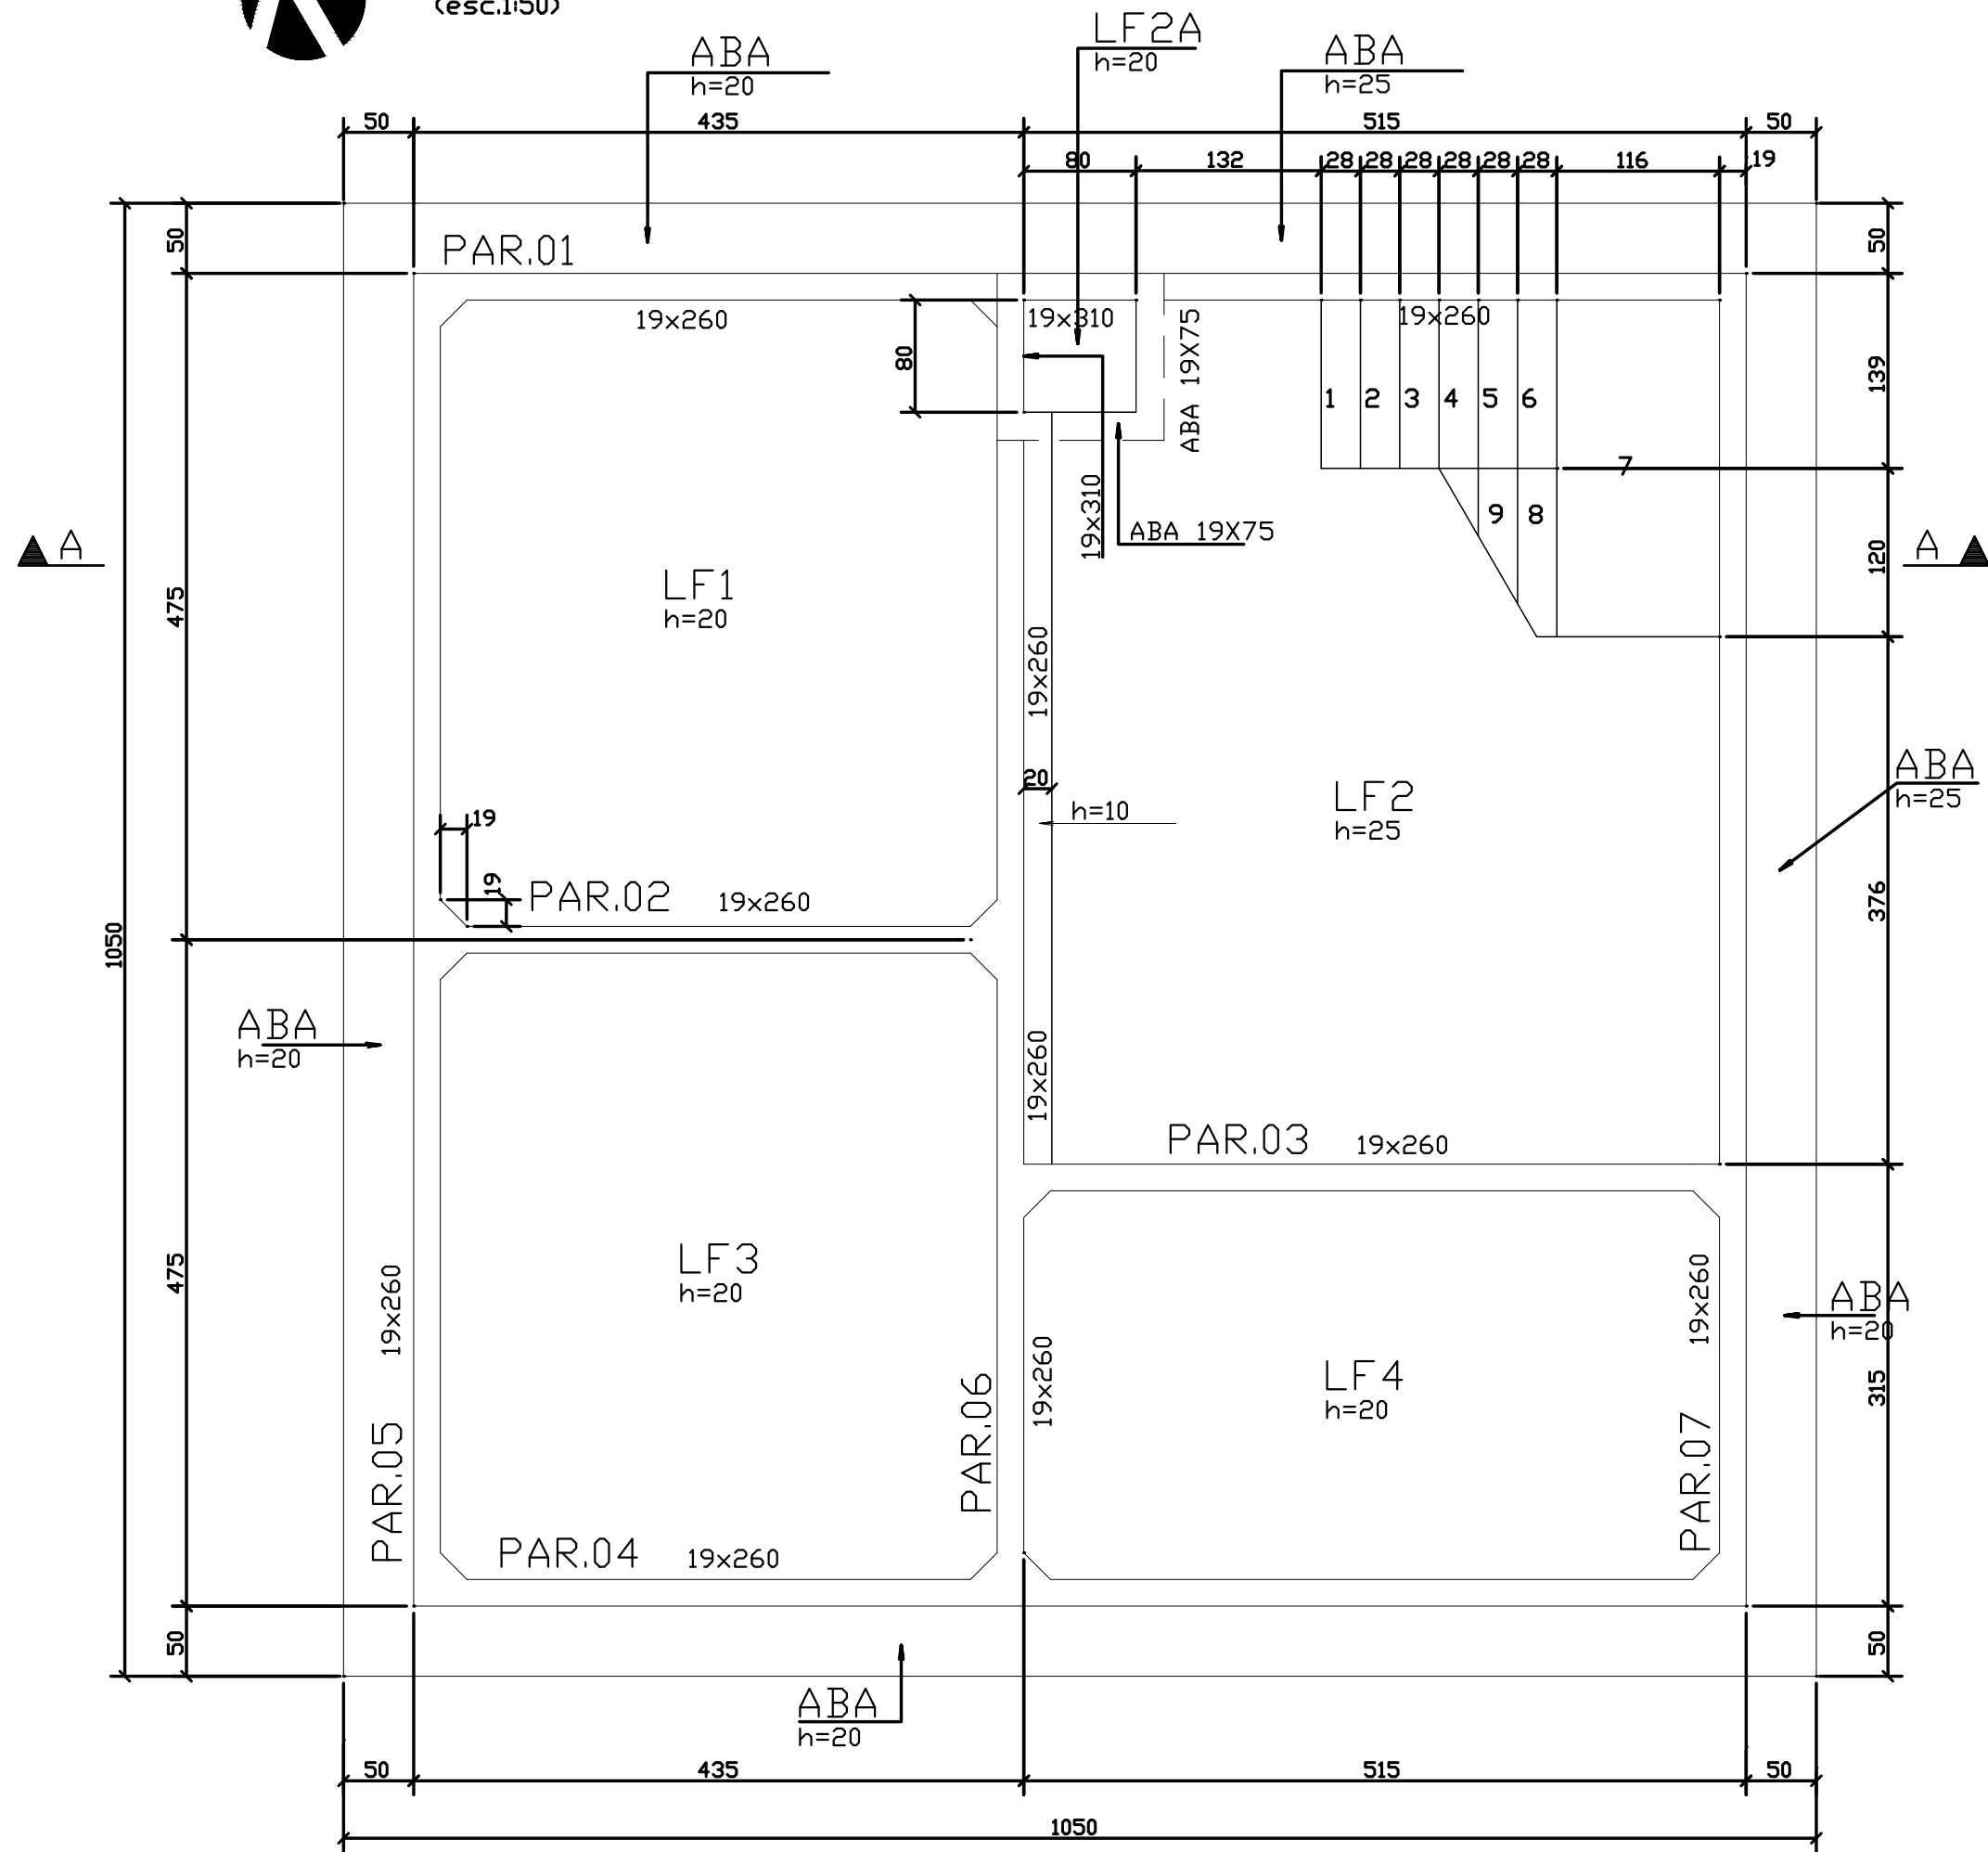 (esc.1:50)
LF2A
h=20
ABA
h=20
ABA
h=25
50
435
515
50
80
132
28
28
28
28
28
28
116
19
50
50
PAR.01
19x260
19x310
19x260
80
ABA 19X75
139
1
2
3
4
5
6
7
19x310
ABA 19X75
9
8
A
A
120
475
LF1
h=20
19x260
ABA
h=25
20
h=10
LF2
h=25
19
19
PAR.02
19x260
376
1050
ABA
h=20
19x260
PAR.03
19x260
475
LF3
h=20
19x260
19x260
ABA
h=20
19x260
LF4
h=20
315
PAR.05
PAR.06
PAR.07
PAR.04
19x260
50
50
ABA
h=20
50
435
515
50
1050